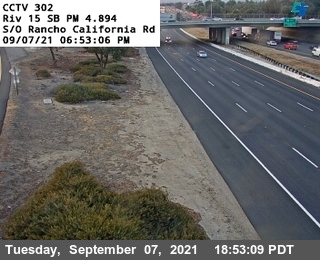 CCTV 302
Riv 15 SB PM 4.894
S/O Rancho California Rd
09/07/21 06:53:06 PM
Tuesday, September 07, 2021 18:53:09 PDT